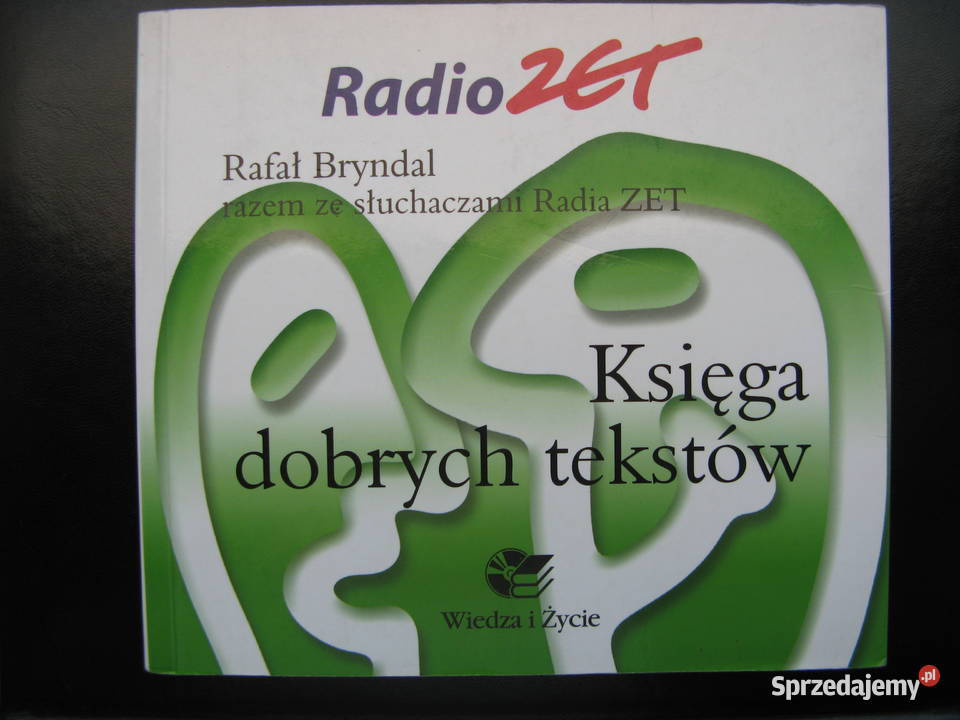 Radio ZET
Rafał Bryndal
razem ze słuchaczami Radia ZET
Księga
dobrych tekstów
Wiedza i Życie
Sprzedajemy.pl